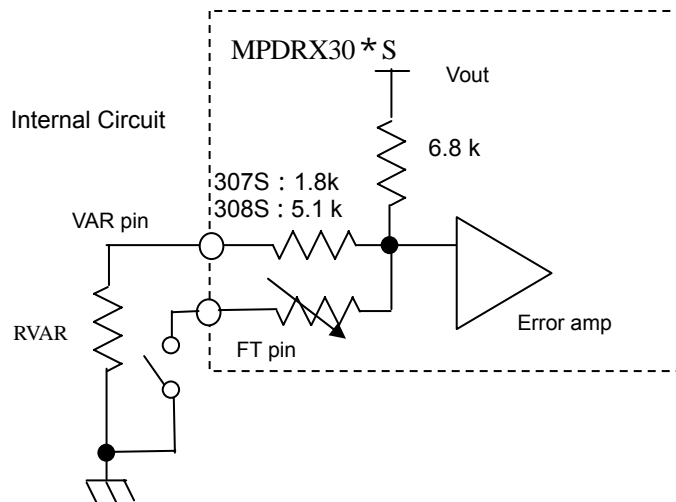 MPDRX30*S
Vout
Internal Circuit
6.8 k
307S : 1.8k
308S : 5.1 k
VAR pin
RVAR
FT pin
Error amp